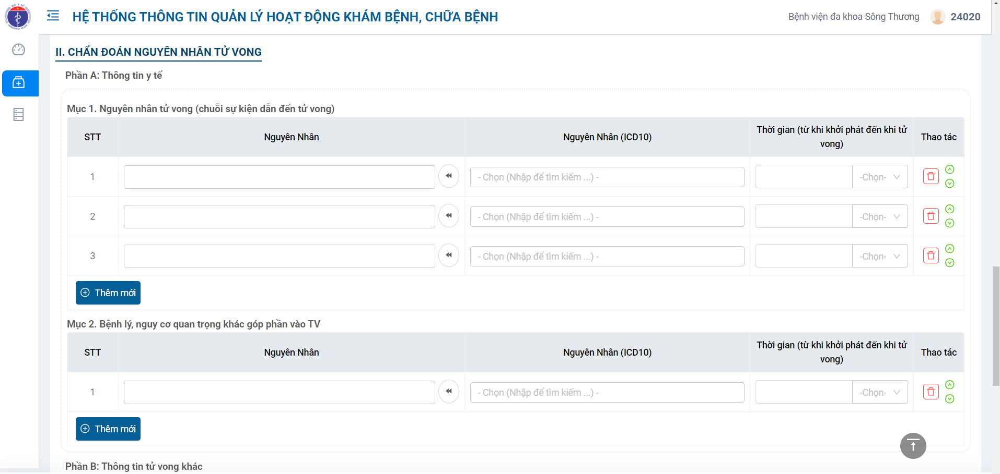 BỘ Y TẾ
MINISTRY OF HEALTH
HỆ THỐNG THÔNG TIN QUẢN LÝ HOẠT ĐỘNG KHÁM BỆNH, CHỮA BỆNH
Bệnh viện đa khoa Sông Thương
24020
II. CHẨN ĐOÁN NGUYÊN NHÂN TỬ VONG
Phần A: Thông tin y tế
Mục 1. Nguyên nhân tử vong (chuỗi sự kiện dẫn đến tử vong)
STT
Nguyên Nhân
Nguyên Nhân (ICD10)
Thời gian (từ khi khởi phát đến khi tử
vong)
Thao tác
1
- Chọn (Nhập để tìm kiếm ...) -
-Chọn-
2
- Chọn (Nhập để tìm kiếm ...) -
-Chọn-
3
- Chọn (Nhập để tìm kiếm ...) -
-Chọn-
Thêm mới
Mục 2. Bệnh lý, nguy cơ quan trọng khác góp phần vào TV
STT
Nguyên Nhân
Nguyên Nhân (ICD10)
Thời gian (từ khi khởi phát đến khi tử
vong)
Thao tác
1
- Chọn (Nhập để tìm kiếm ...) -
-Chọn-
Thêm mới
Phần B: Thông tin tử vong khác